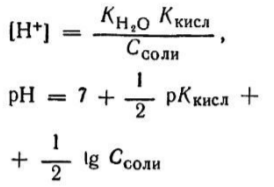 [H⁺] = K_H₂O K_кисл / C_соли ,
pH = 7 + 1/2 pK_кисл +
+ 1/2 lg C_соли